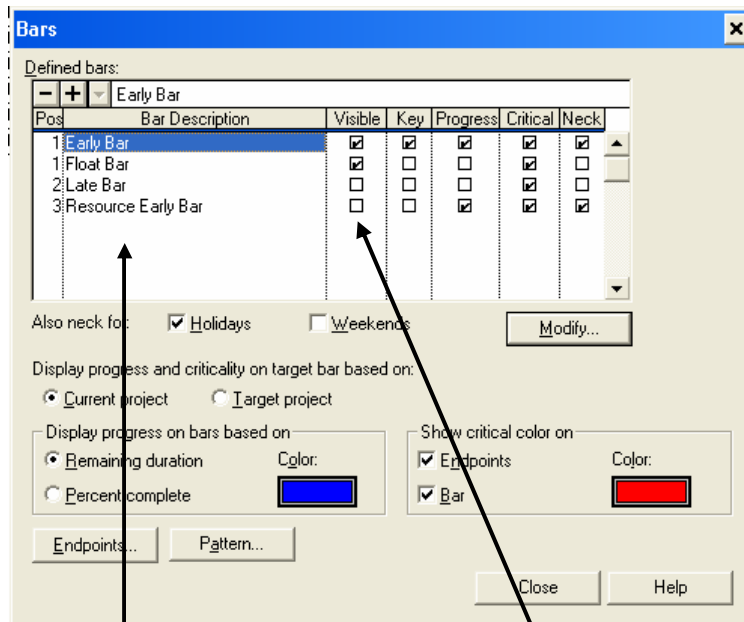 Bars
Defined bars:
Early Bar
Pos Bar Description Visible Key Progress Critical Neck
1 Early Bar
1 Float Bar
2 Late Bar
3 Resource Early Bar
Also neck for: Holidays Weekends Modify...
Display progress and criticality on target bar based on:
Current project Target project
Display progress on bars based on Show critical color on
Remaining duration Color: Endpoints Color:
Percent complete Bar
Endpoints... Pattern...
Close Help